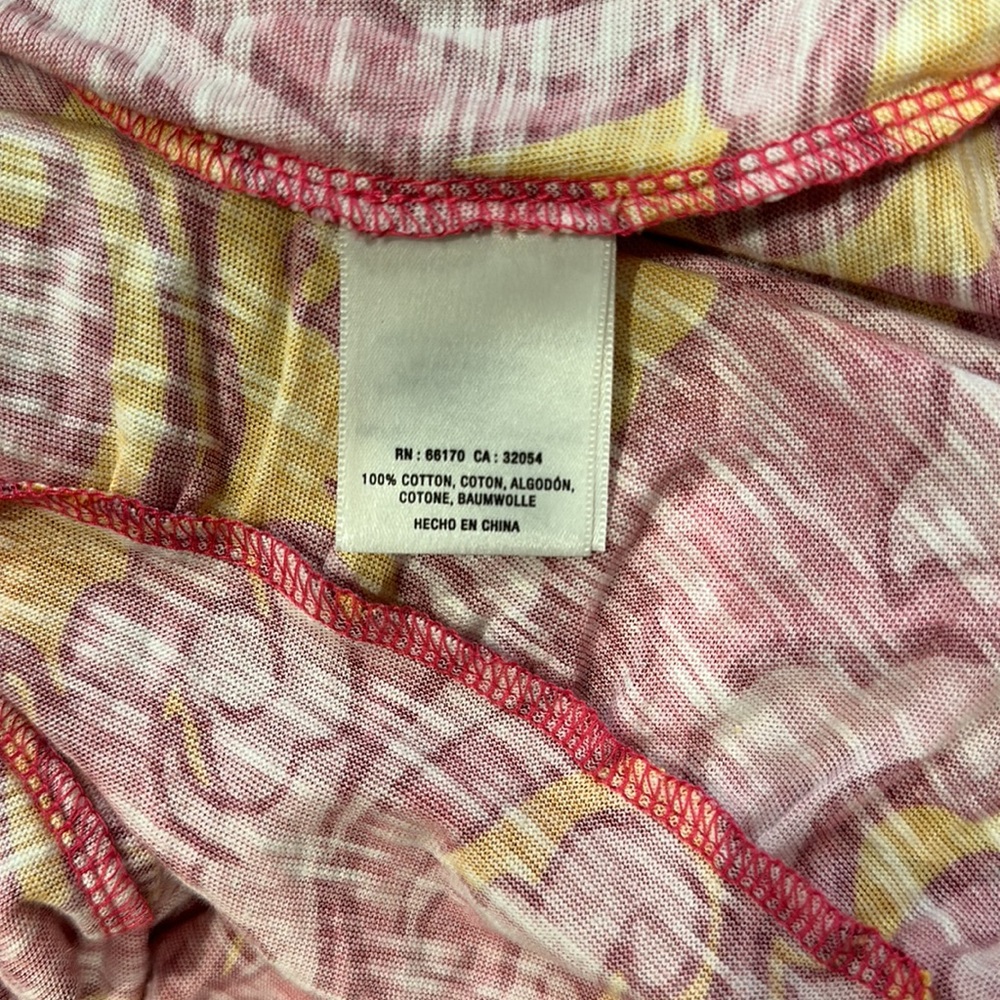 RN : 66170 CA : 32054
100% COTTON, COTON, ALGODÓN,
COTONE, BAUMWOLLE
HECHO EN CHINA